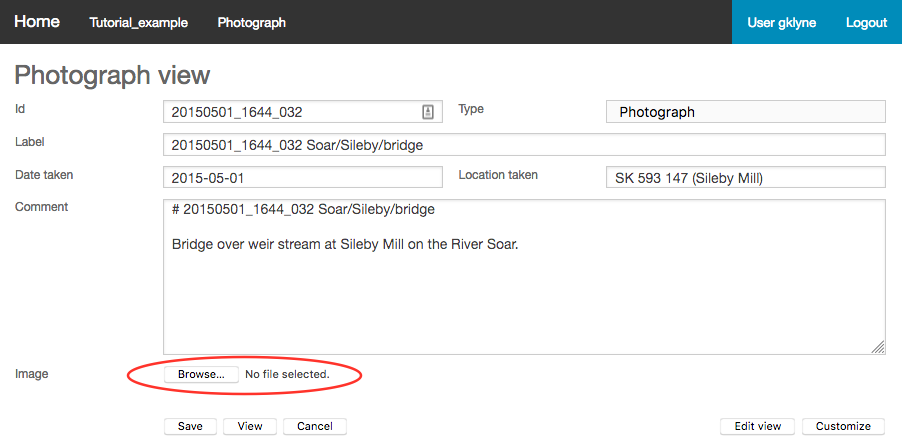 Home Tutorial_example Photograph User gklyne Logout
Photograph view
Id 20150501_1644_032 Type Photograph
Label 20150501_1644_032 Soar/Sileby/bridge
Date taken 2015-05-01 Location taken SK 593 147 (Sileby Mill)
Comment # 20150501_1644_032 Soar/Sileby/bridge
Bridge over weir stream at Sileby Mill on the River Soar.
Image Browse... No file selected.
Save View Cancel Edit view Customize